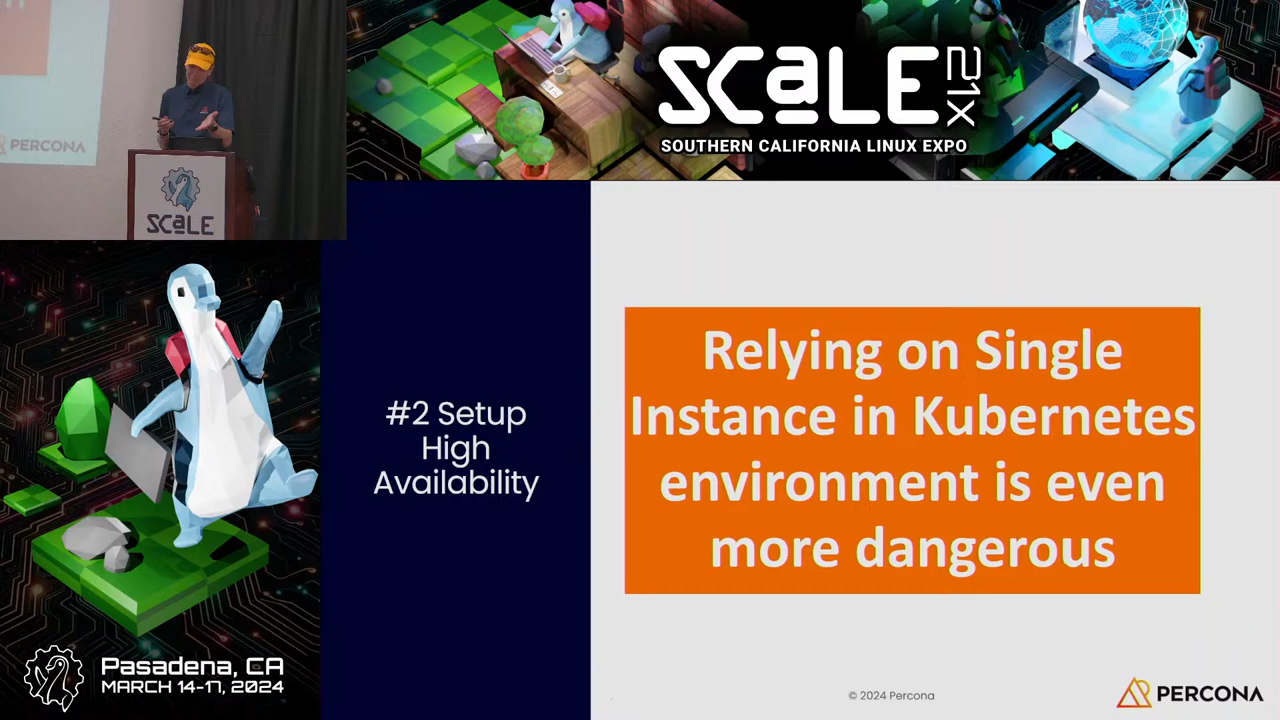 PERCONA
SCaLE
SCaLE 21x
SOUTHERN CALIFORNIA LINUX EXPO
#2 Setup
High
Availability
Relying on Single
Instance in Kubernetes
environment is even
more dangerous
Pasadena, CA
MARCH 14-17, 2024
© 2024 Percona
PERCONA